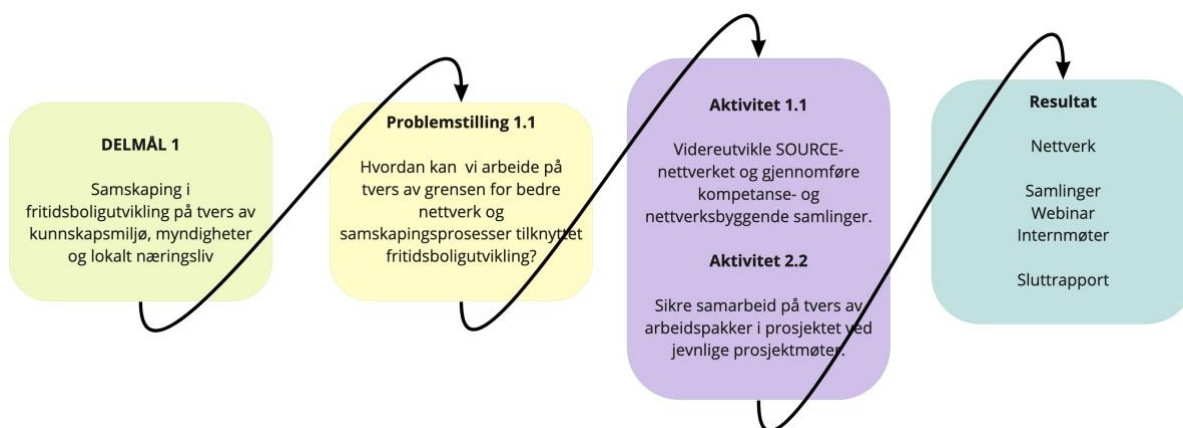 DELMÅL 1
Samskaping i
fritidsboligutvikling på tvers av
kunnskapsmiljø, myndigheter
og lokalt næringsliv
Problemstilling 1.1
Hvordan kan vi arbeide på
tvers av grensen for bedre
nettverk og
samskapingsprosesser tilknyttet
fritidsboligutvikling?
Aktivitet 1.1
Videreutvikle SOURCE-
nettverket og gjennomføre
kompetanse- og
nettverksbyggende samlinger.
Aktivitet 2.2
Sikre samarbeid på tvers av
arbeidspakker i prosjektet ved
jevnlige prosjektmøter.
Resultat
Nettverk
Samlinger
Webinar
Internmøter
Sluttrapport